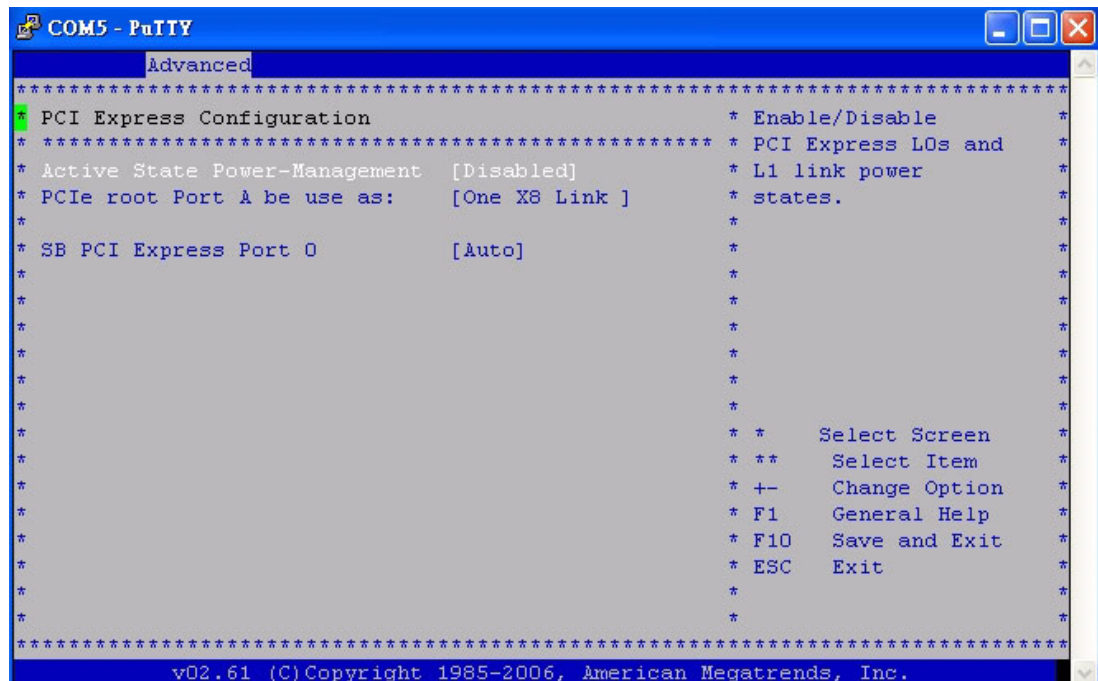 COM5 - PuTTY
Advanced
*******************************************************************************
* PCI Express Configuration * Enable/Disable *
* *************************************************** * PCI Express L0s and *
* Active State Power-Management [Disabled] * L1 link power *
* PCIe root Port A be use as: [One X8 Link ] * states. *
* * *
* SB PCI Express Port 0 [Auto] * *
* * *
* * *
* * *
* * *
* * *
* * *
* * * Select Screen *
* * ** Select Item *
* * +- Change Option *
* * F1 General Help *
* * F10 Save and Exit *
* * ESC Exit *
* * *
* * *
*******************************************************************************
v02.61 (C)Copyright 1985-2006, American Megatrends, Inc.